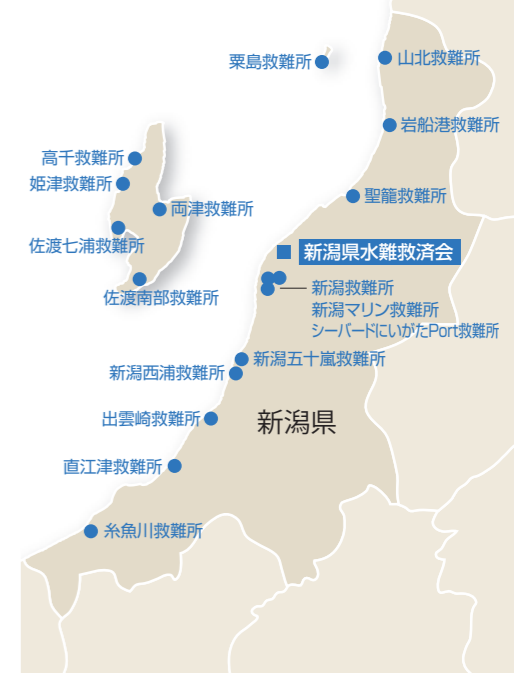 粟島救難所
山北救難所
岩船港救難所
高千救難所
姫津救難所
両津救難所
聖龍救難所
佐渡七浦救難所
新潟県水難救済会
佐渡南部救難所
新潟救難所
新潟マリン救難所
シーバードにいがたPort救難所
新潟五十嵐救難所
新潟西浦救難所
出雲崎救難所
新潟県
直江津救難所
糸魚川救難所